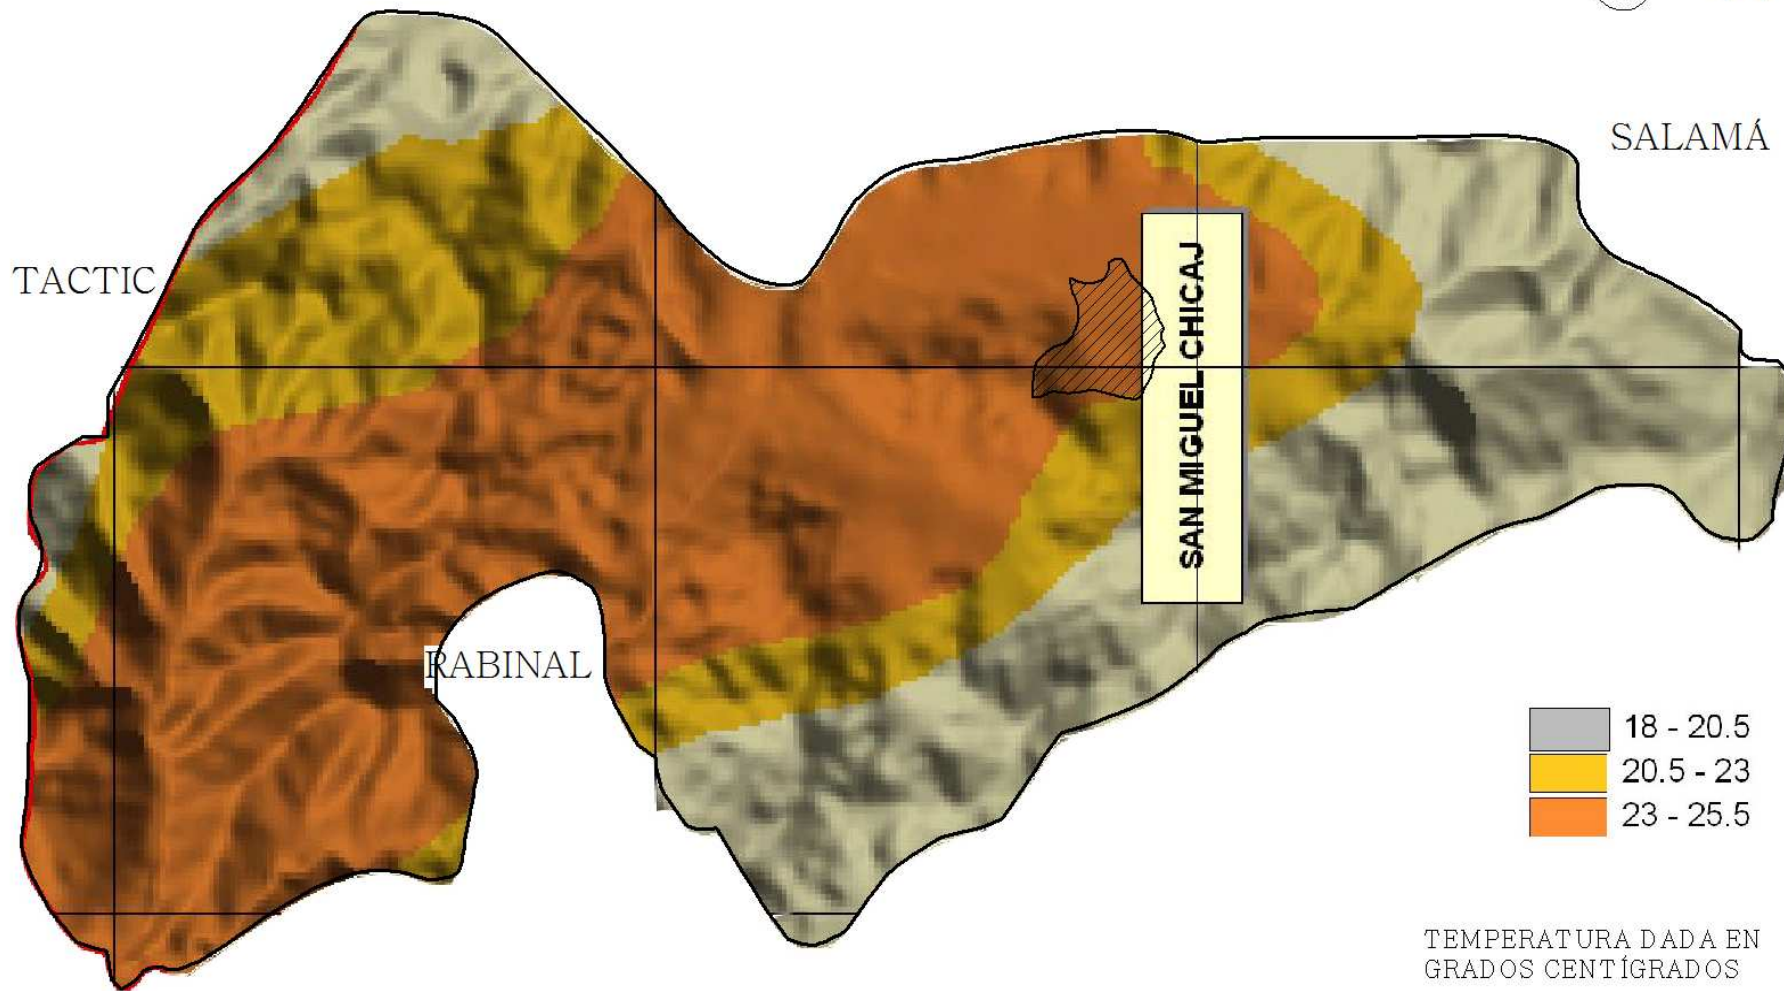 SALAMÁ
TACTIC
SAN MIGUEL CHICAJ
RABINAL
18 - 20.5
20.5 - 23
23 - 25.5
TEMPERATURA DADA EN
GRADOS CENTÍGRADOS